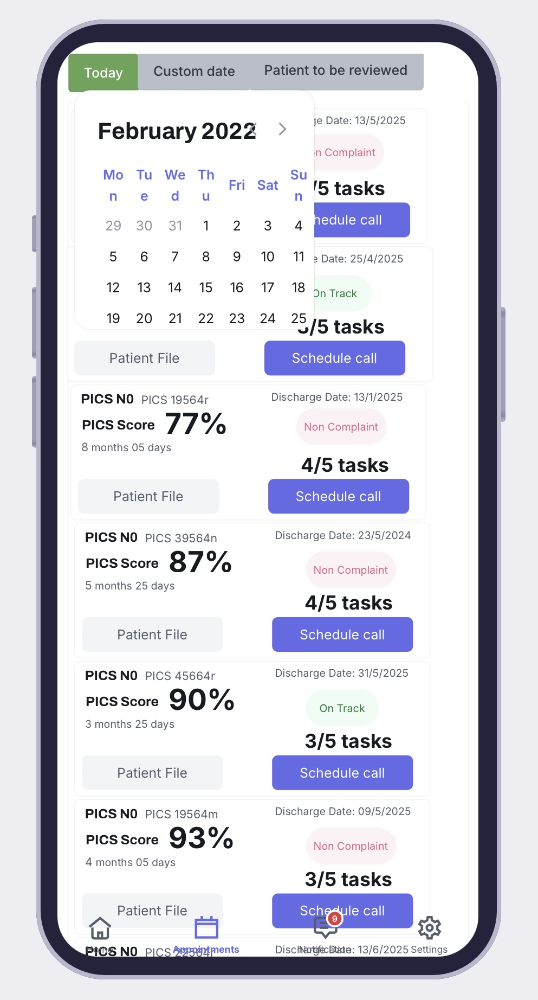 Today Custom date Patient to be reviewed
February 2022
ge Date: 13/5/2025
n Complaint
/5 tasks
hedule call
Mon Tue Wed Thu Fri Sat Sun
29 30 31 1 2 3 4
5 6 7 8 9 10 11
12 13 14 15 16 17 18
19 20 21 22 23 24 25
e Date: 25/4/2025
On Track
3/5 tasks
Patient File Schedule call
PICS N0 PICS 19564r Discharge Date: 13/1/2025
PICS Score 77% Non Complaint
8 months 05 days
4/5 tasks
Patient File Schedule call
PICS N0 PICS 39564n Discharge Date: 23/5/2024
PICS Score 87% Non Complaint
5 months 25 days
4/5 tasks
Patient File Schedule call
PICS N0 PICS 45664r Discharge Date: 31/5/2025
PICS Score 90% On Track
3 months 25 days
3/5 tasks
Patient File Schedule call
PICS N0 PICS 19564m Discharge Date: 09/5/2025
PICS Score 93% Non Complaint
4 months 05 days
3/5 tasks
Patient File Schedule call
9
PICS N0 PICS Discharge Date: 13/6/2025
Home Appointments Notification Settings